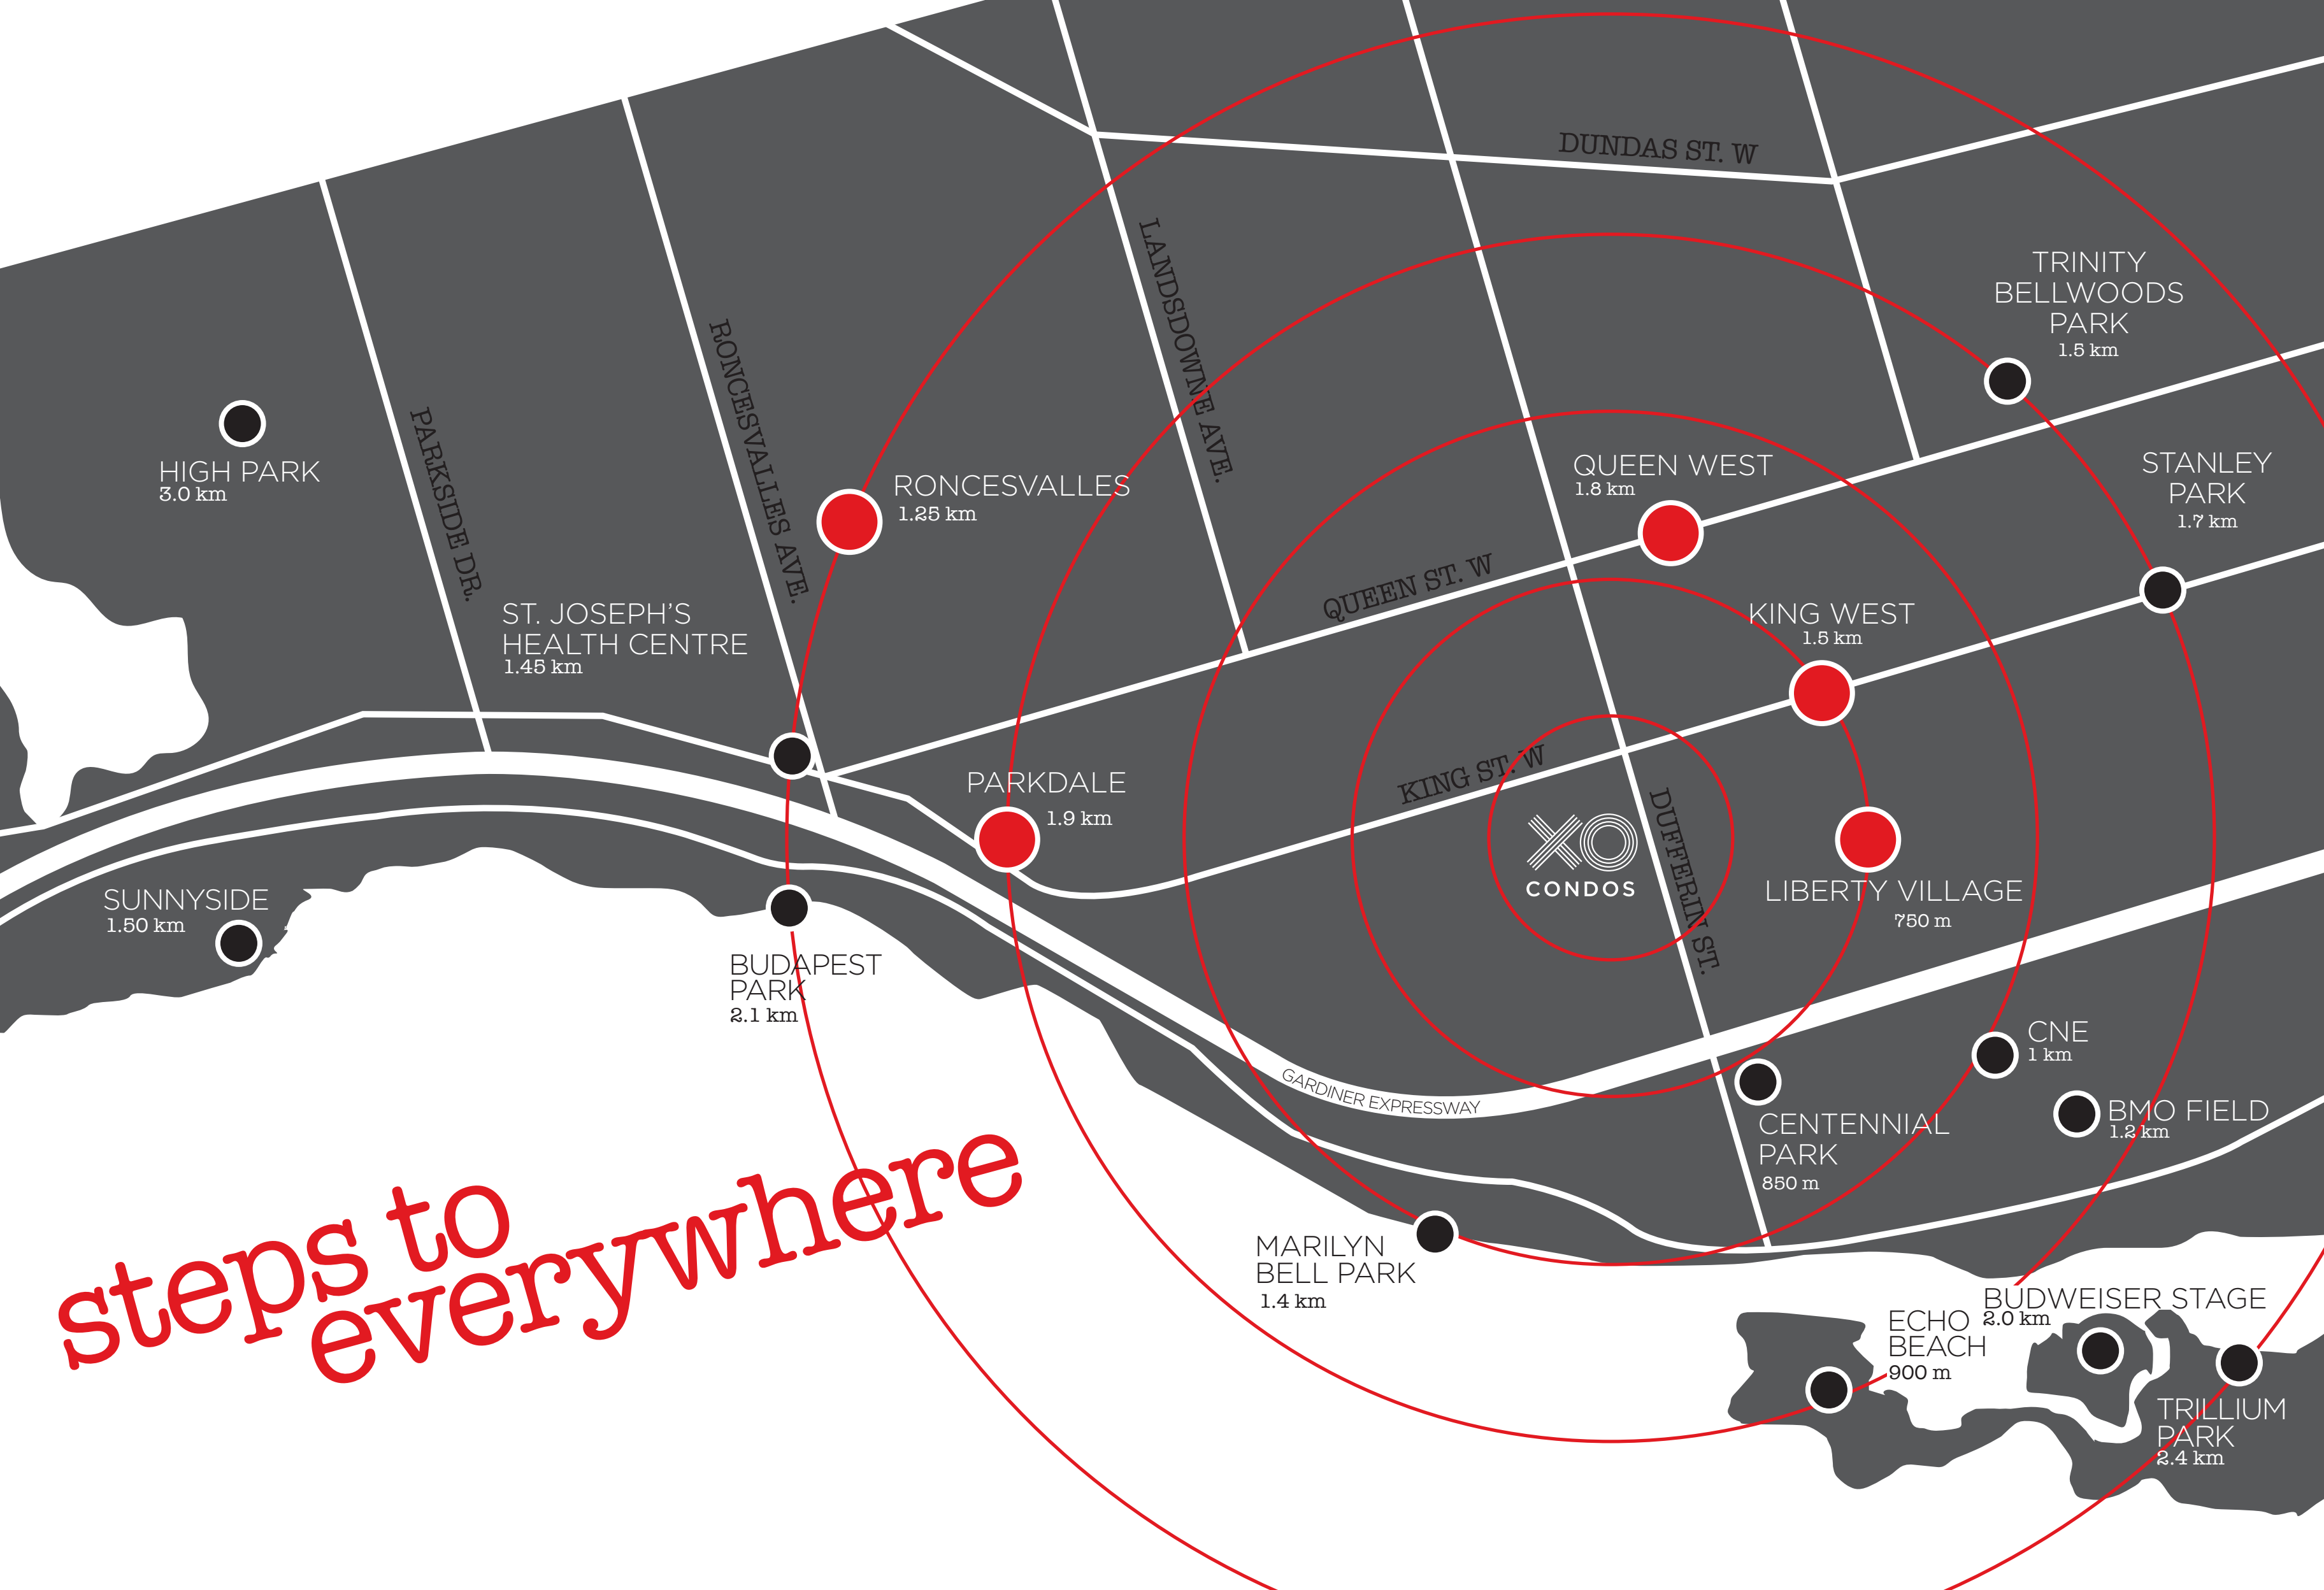 DUNDAS ST. W
LANDSDOWNE AVE.
RONCESVALLES AVE.
PARKSIDE DR.
QUEEN ST. W
KING ST. W
DUFFERIN ST.
GARDINER EXPRESSWAY
TRINITY
BELLWOODS
PARK
1.5 km
STANLEY
PARK
1.7 km
HIGH PARK
3.0 km
RONCESVALLES
1.25 km
QUEEN WEST
1.8 km
ST. JOSEPH'S
HEALTH CENTRE
1.45 km
KING WEST
1.5 km
PARKDALE
1.9 km
XO
CONDOS
LIBERTY VILLAGE
750 m
SUNNYSIDE
1.50 km
BUDAPEST
PARK
2.1 km
CNE
1 km
BMO FIELD
1.2 km
CENTENNIAL
PARK
850 m
MARILYN
BELL PARK
1.4 km
BUDWEISER STAGE
2.0 km
ECHO
BEACH
900 m
TRILLIUM
PARK
2.4 km
steps to
everywhere